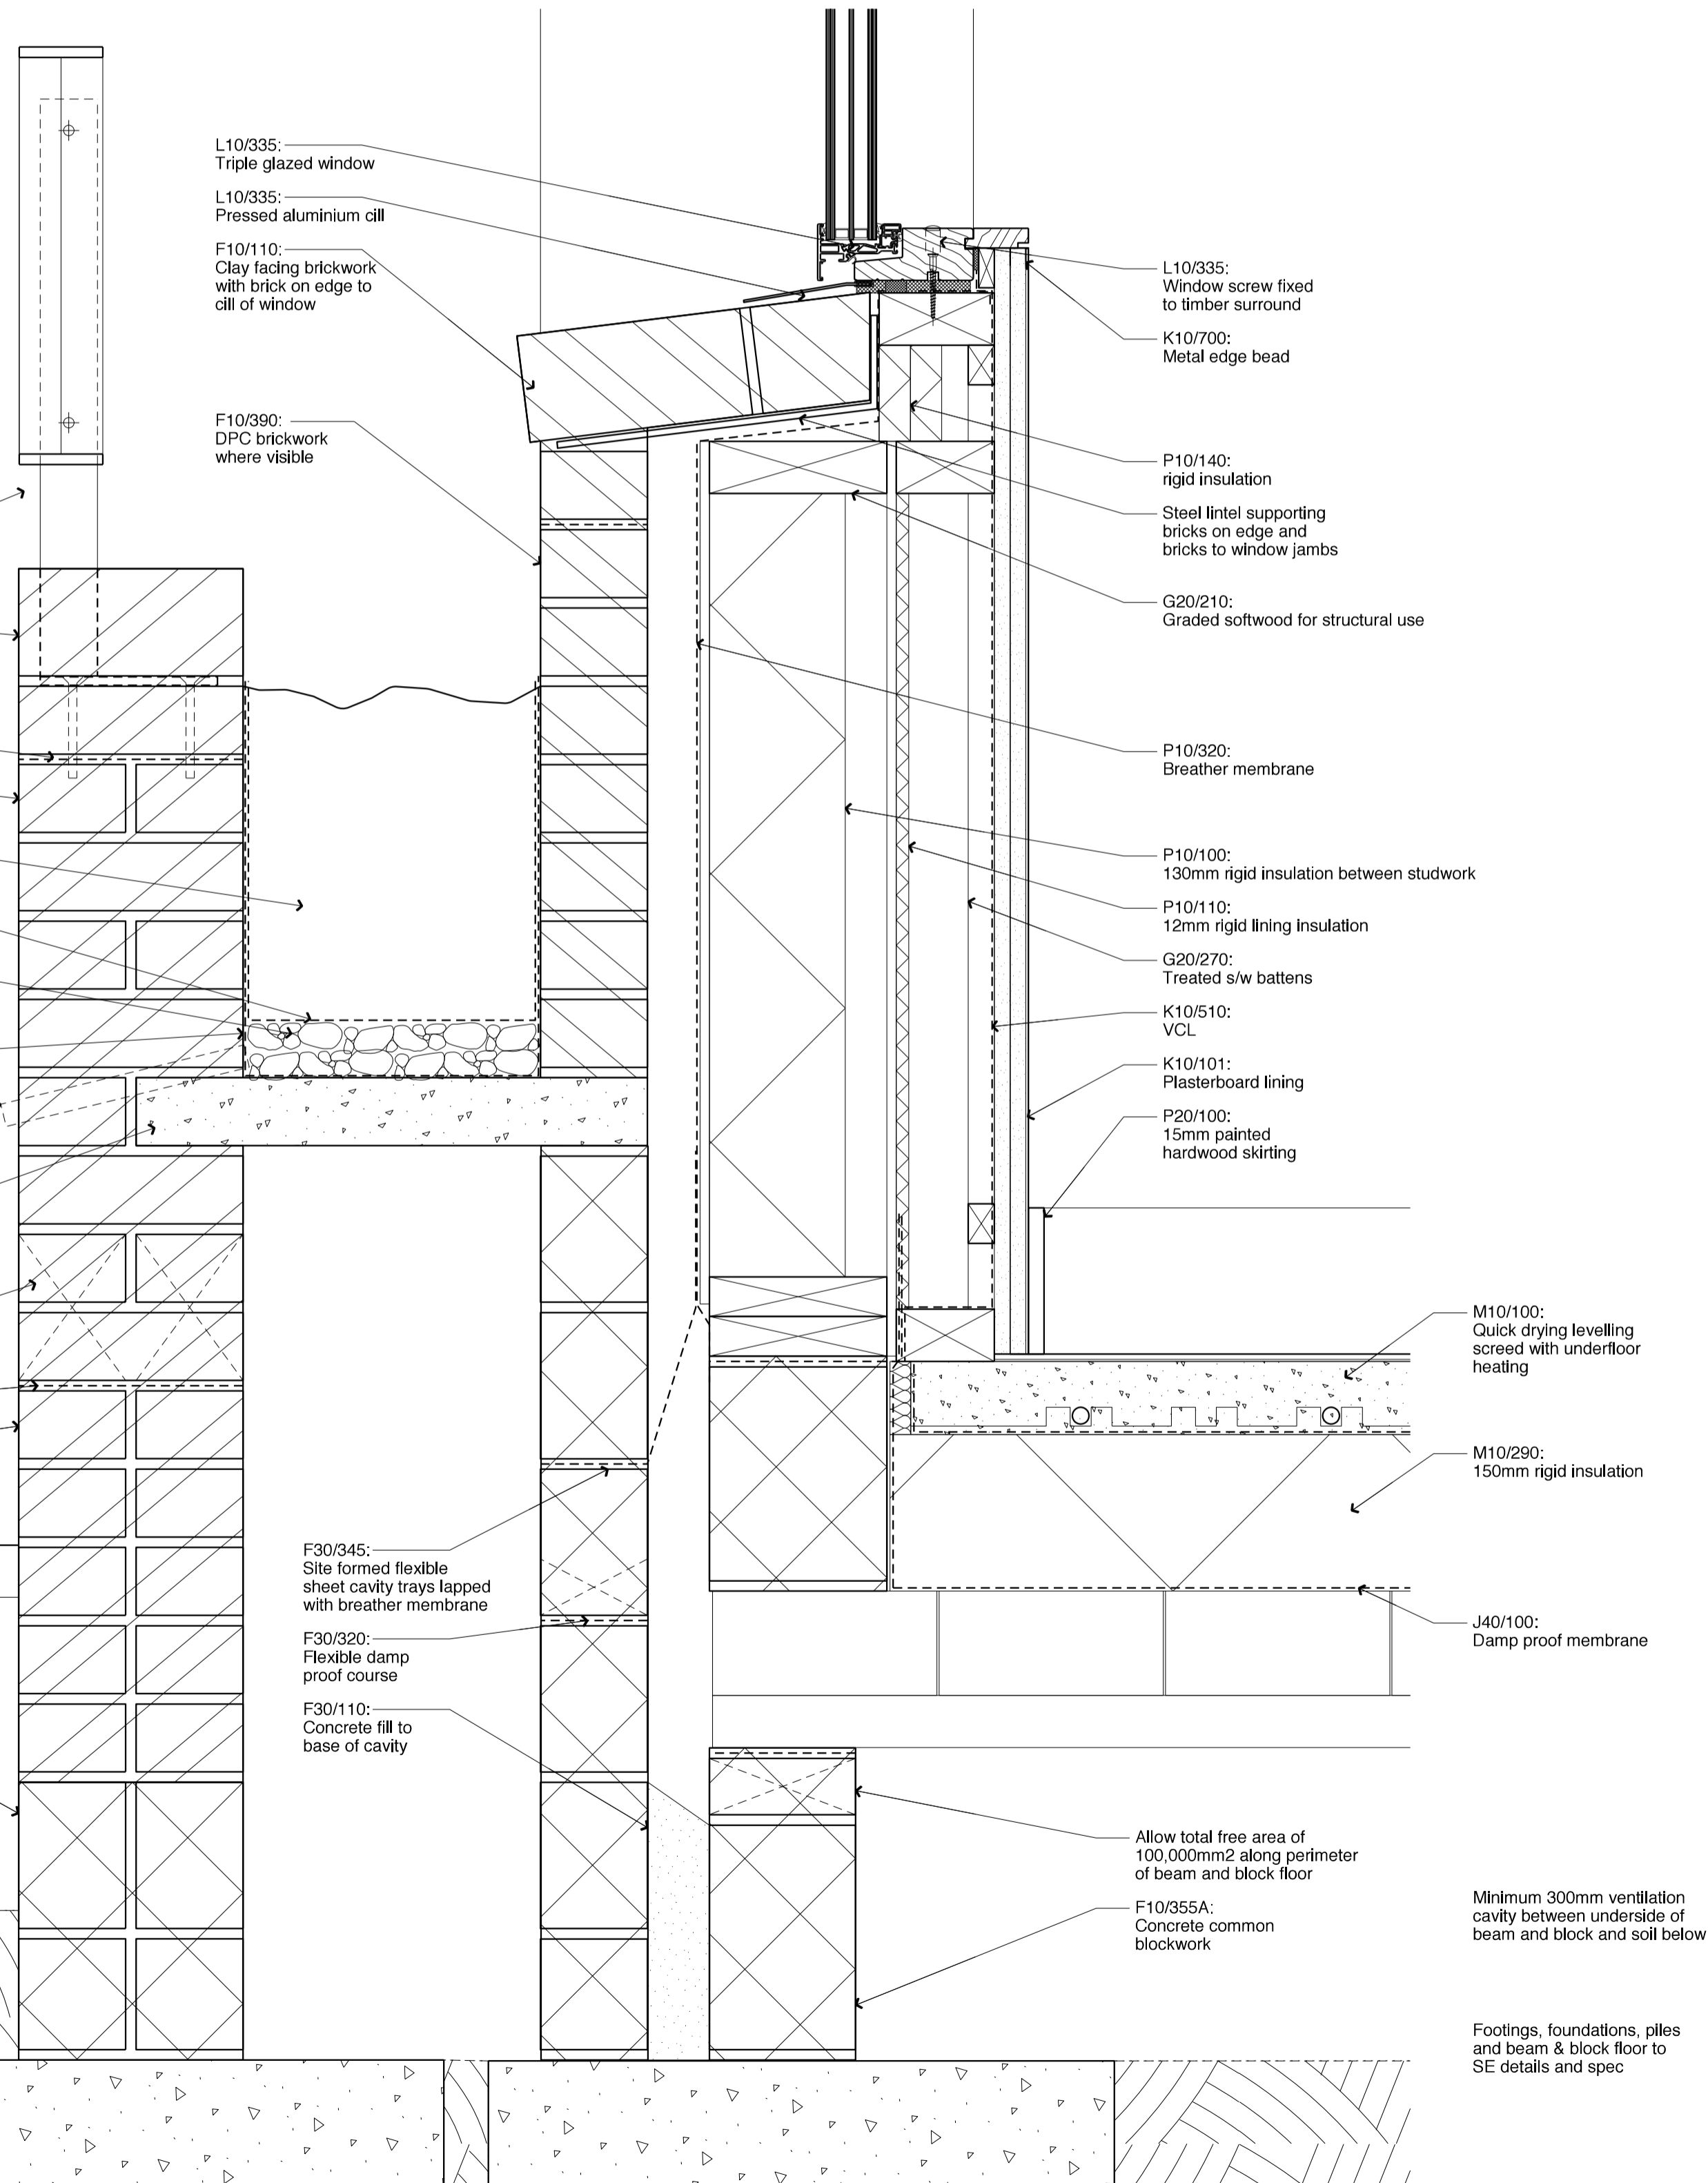 L10/335:
Triple glazed window
L10/335:
Pressed aluminium cill
F10/110:
Clay facing brickwork
with brick on edge to
cill of window
F10/390:
DPC brickwork
where visible
L10/335:
Window screw fixed
to timber surround
K10/700:
Metal edge bead
P10/140:
rigid insulation
Steel lintel supporting
bricks on edge and
bricks to window jambs
G20/210:
Graded softwood for structural use
P10/320:
Breather membrane
P10/100:
130mm rigid insulation between studwork
P10/110:
12mm rigid lining insulation
G20/270:
Treated s/w battens
K10/510:
VCL
K10/101:
Plasterboard lining
P20/100:
15mm painted
hardwood skirting
M10/100:
Quick drying levelling
screed with underfloor
heating
M10/290:
150mm rigid insulation
J40/100:
Damp proof membrane
F30/345:
Site formed flexible
sheet cavity trays lapped
with breather membrane
F30/320:
Flexible damp
proof course
F30/110:
Concrete fill to
base of cavity
Allow total free area of
100,000mm2 along perimeter
of beam and block floor
F10/355A:
Concrete common
blockwork
Minimum 300mm ventilation
cavity between underside of
beam and block and soil below
Footings, foundations, piles
and beam & block floor to
SE details and spec